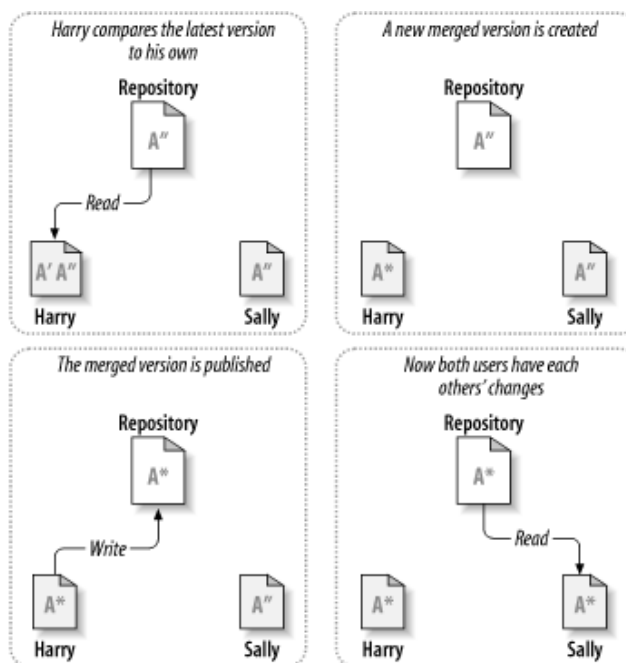 Harry compares the latest version
to his own
Repository
A"
Read
A' A"
A"
Harry
Sally
A new merged version is created
Repository
A"
A*
A"
Harry
Sally
The merged version is published
Repository
A*
Write
A*
A"
Harry
Sally
Now both users have each
others’ changes
Repository
A*
Read
A*
A*
Harry
Sally